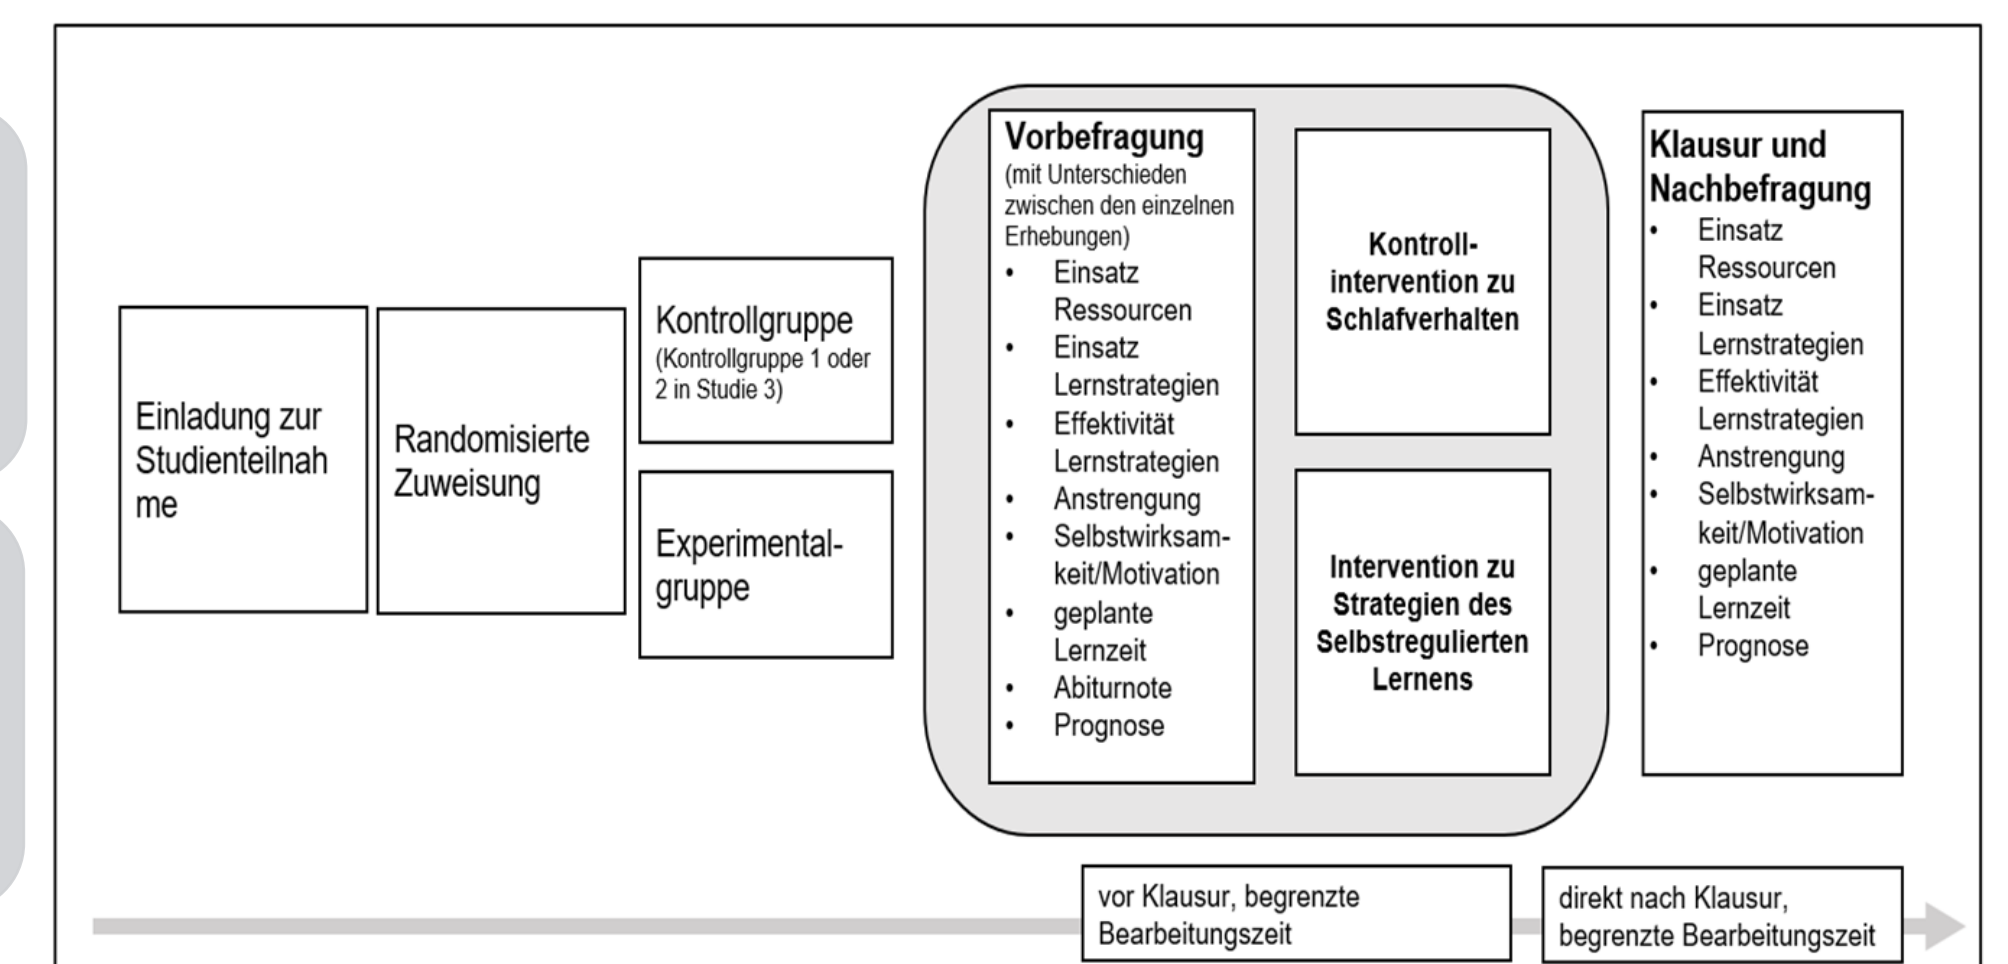 Einladung zur
Studienteilnah
me
Randomisierte
Zuweisung
Kontrollgruppe
(Kontrollgruppe 1 oder
2 in Studie 3)
Experimental-
gruppe
Vorbefragung
(mit Unterschieden
zwischen den einzelnen
Erhebungen)
• Einsatz
Ressourcen
• Einsatz
Lernstrategien
• Effektivität
Lernstrategien
• Anstrengung
• Selbstwirksam-
keit/Motivation
• geplante
Lernzeit
• Abiturnote
• Prognose
Kontroll-
intervention zu
Schlafverhalten
Intervention zu
Strategien des
Selbstregulierten
Lernens
Klausur und
Nachbefragung
• Einsatz
Ressourcen
• Einsatz
Lernstrategien
• Effektivität
Lernstrategien
• Anstrengung
• Selbstwirksam-
keit/Motivation
• geplante
Lernzeit
• Prognose
vor Klausur, begrenzte
Bearbeitungszeit
direkt nach Klausur,
begrenzte Bearbeitungszeit